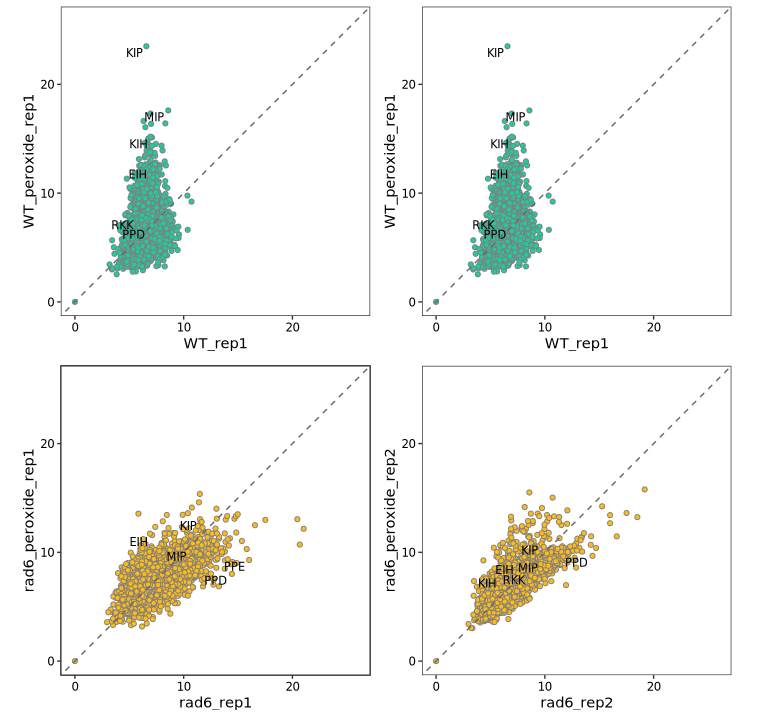 KIP
MIP
KIH
EIH
RKK
PPD
20
10
0
0
10
20
WT_peroxide_rep1
WT_rep1
KIP
MIP
KIH
EIH
RKK
PPD
20
10
0
0
10
20
WT_peroxide_rep1
WT_rep1
KIP
EIH
MIP
PPE
PPD
20
10
0
0
10
20
rad6_peroxide_rep1
rad6_rep1
KIP
PPD
EIH
MIP
KIH
RKK
20
10
0
0
10
20
rad6_peroxide_rep2
rad6_rep2